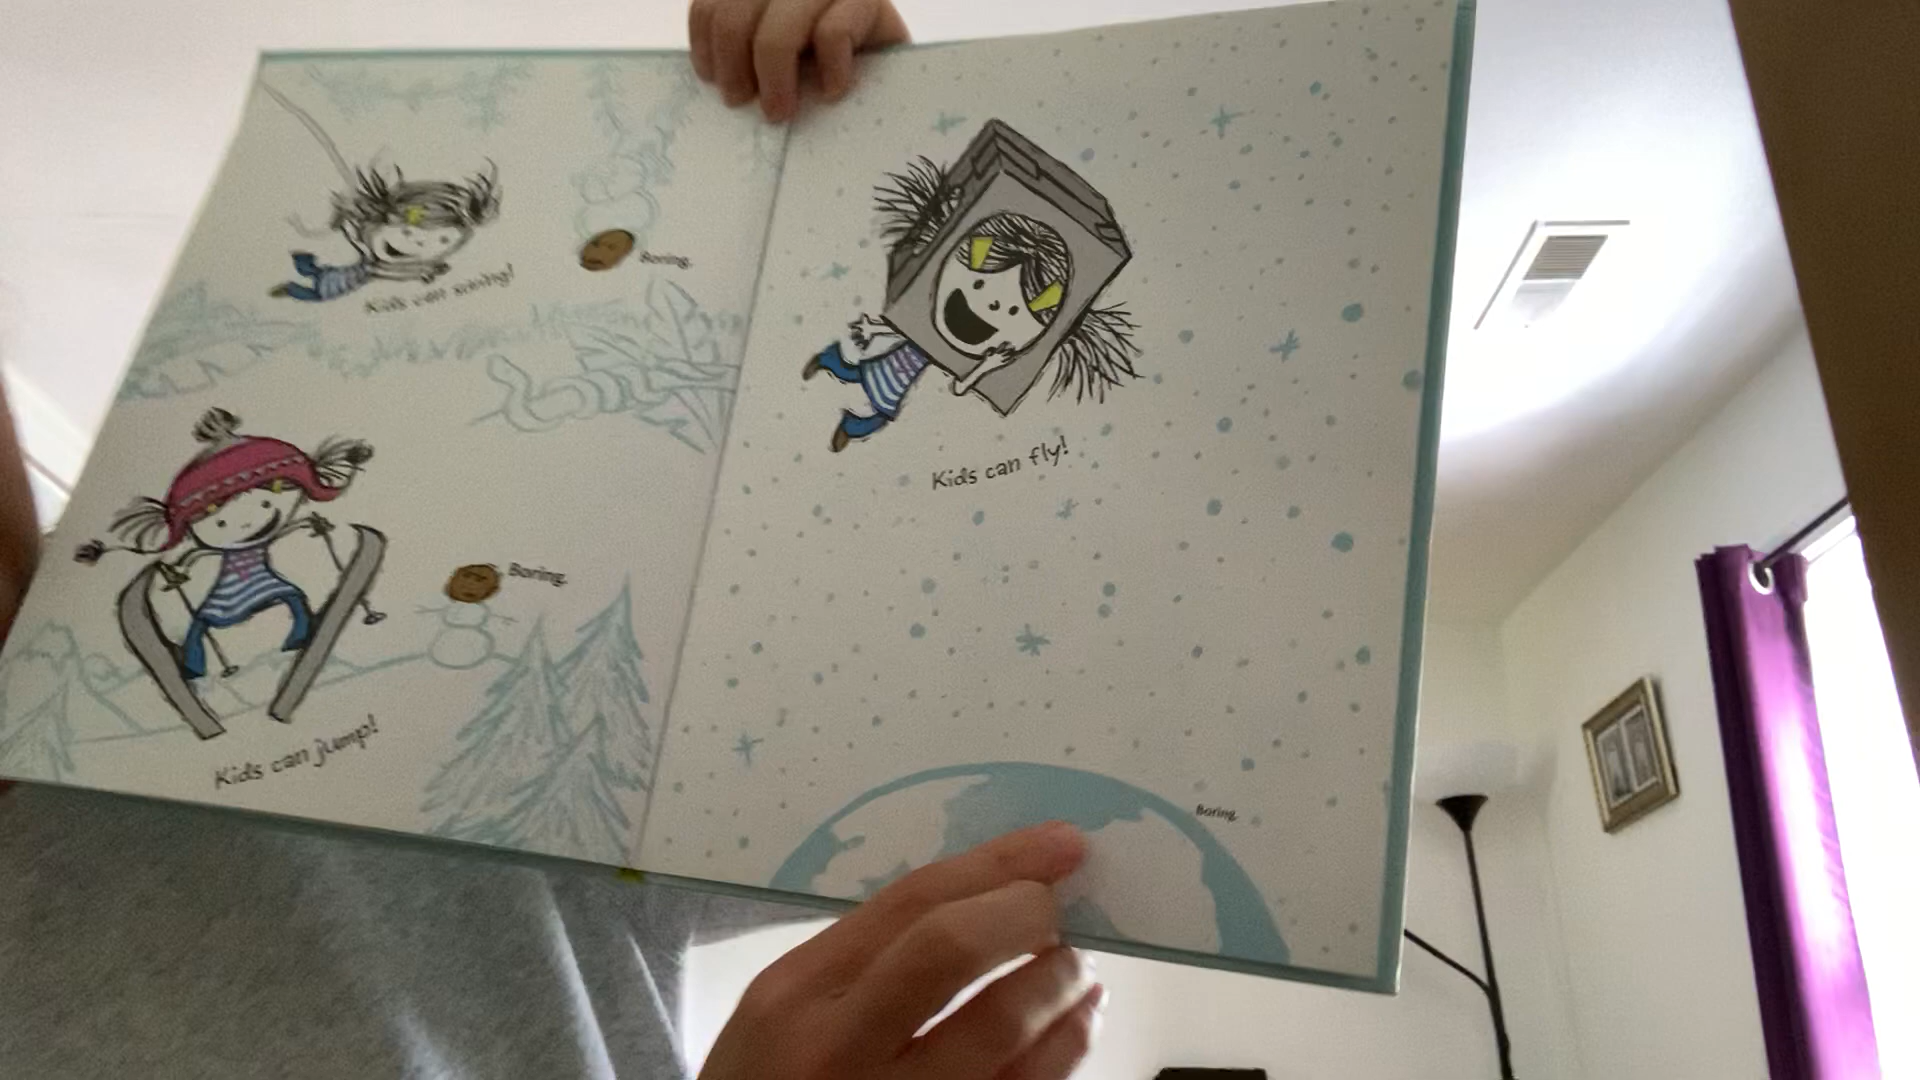 Kids can swing!
Boring.
Kids can jump!
Boring.
Kids can fly!
Boring.